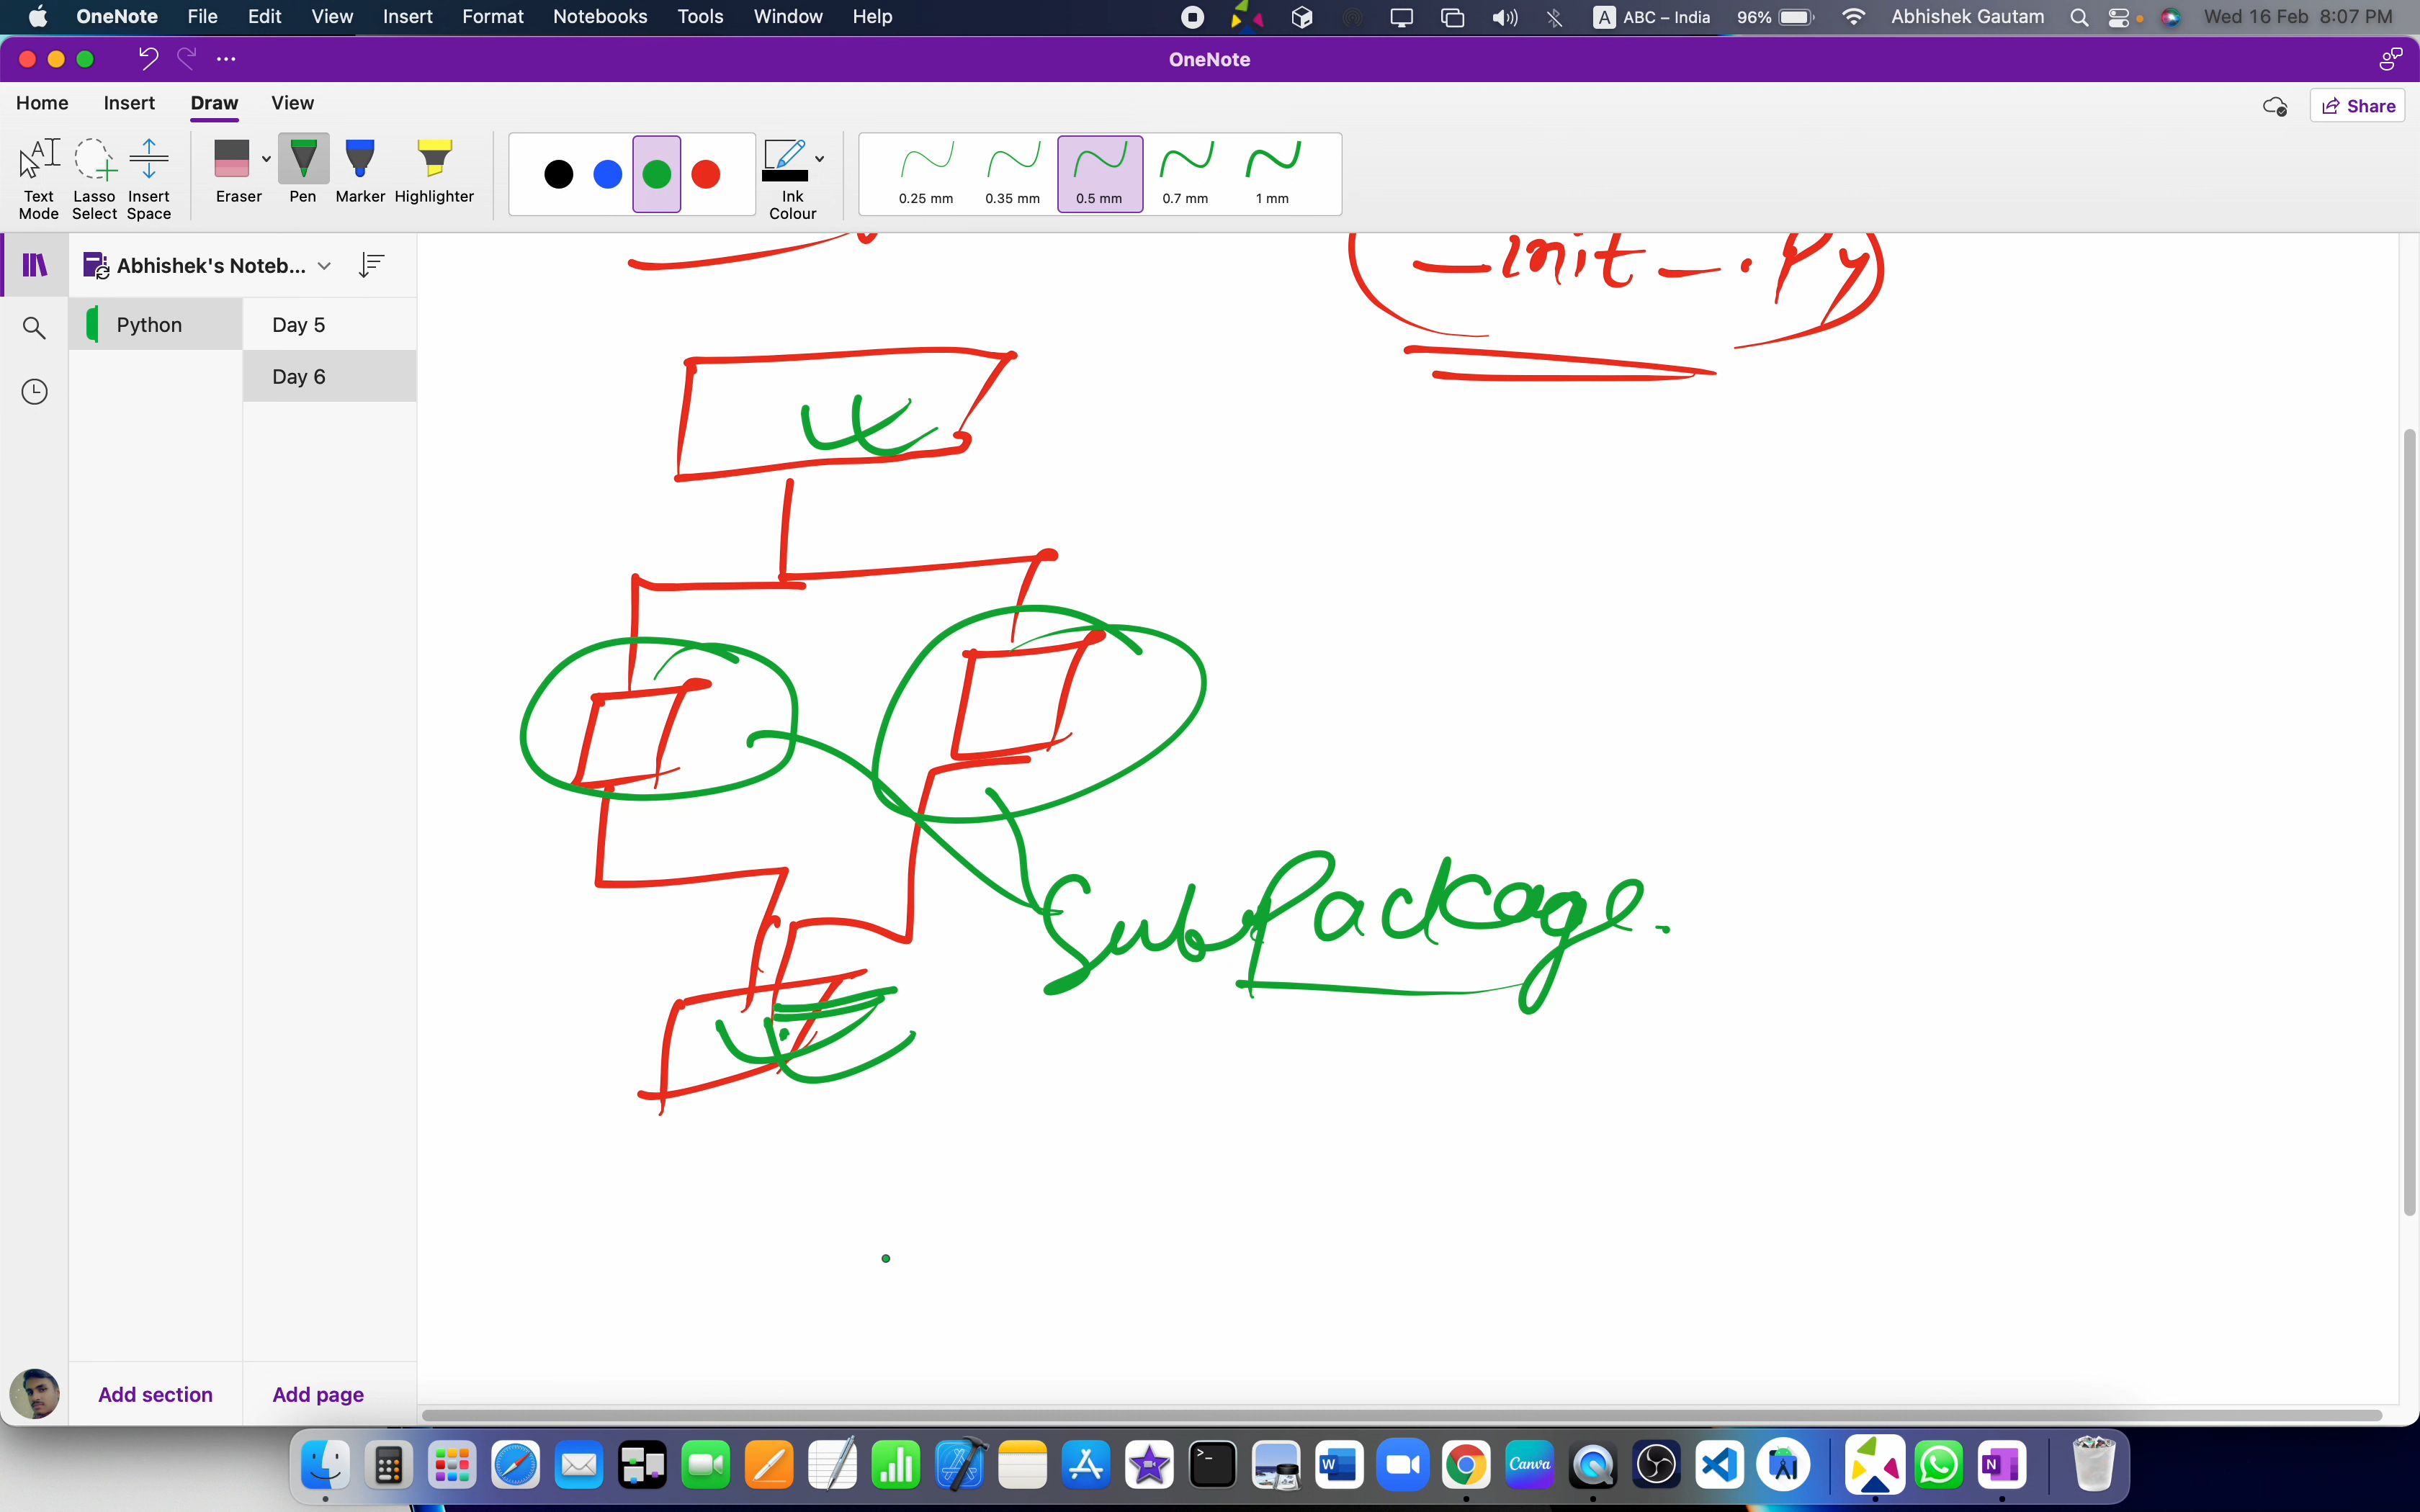 OneNote File Edit View Insert Format Notebooks Tools Window Help A ABC – India 96% Abhishek Gautam Wed 16 Feb 8:07 PM
OneNote
Home Insert Draw View Share
Text Mode
Lasso Select
Insert Space
Eraser
Pen
Marker
Highlighter
Ink Colour
0.25 mm
0.35 mm
0.5 mm
0.7 mm
1 mm
Abhishek's Noteb...
Python
Day 5
Day 6
_init_.Py
SubPackage.
Add section
Add page
Canva